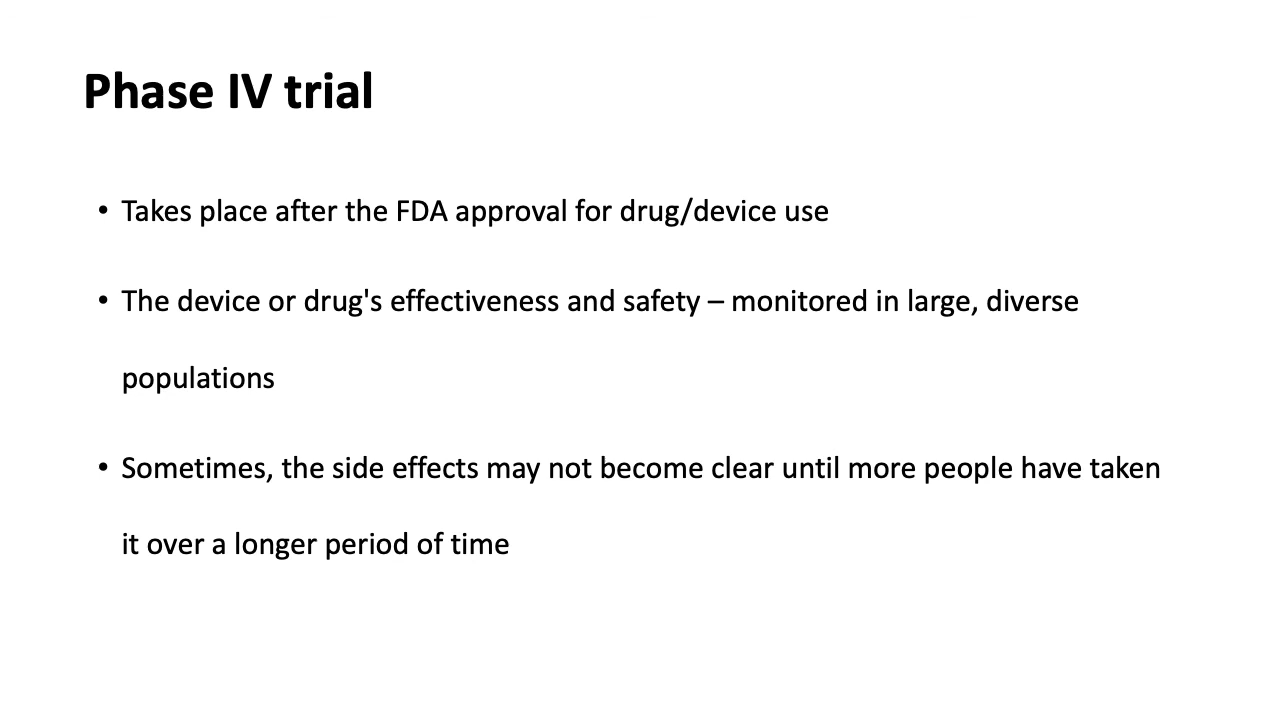 Phase IV trial
• Takes place after the FDA approval for drug/device use
• The device or drug's effectiveness and safety – monitored in large, diverse
populations
• Sometimes, the side effects may not become clear until more people have taken
it over a longer period of time